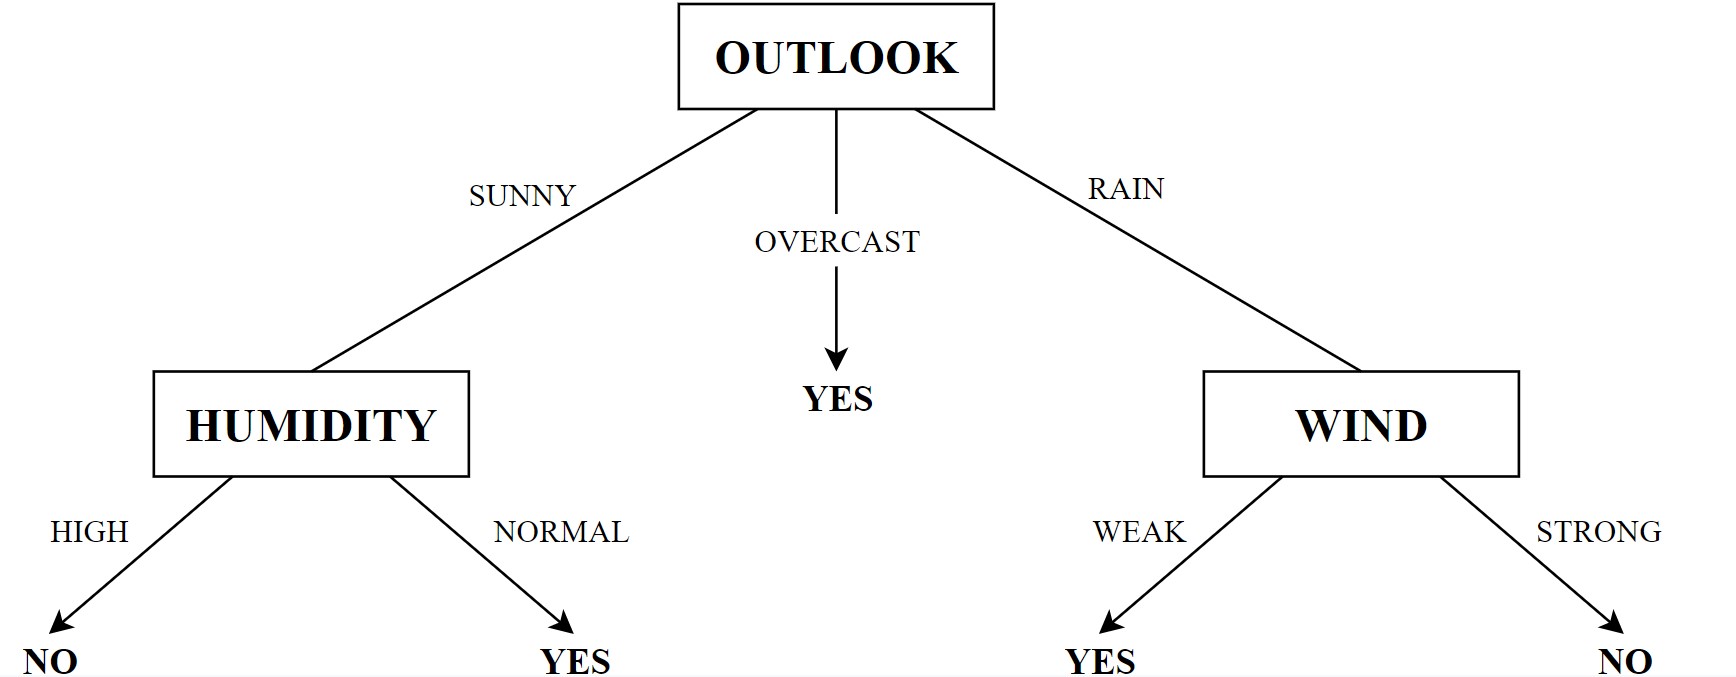 OUTLOOK
SUNNY
OVERCAST
RAIN
YES
HUMIDITY
WIND
HIGH
NORMAL
WEAK
STRONG
NO
YES
YES
NO